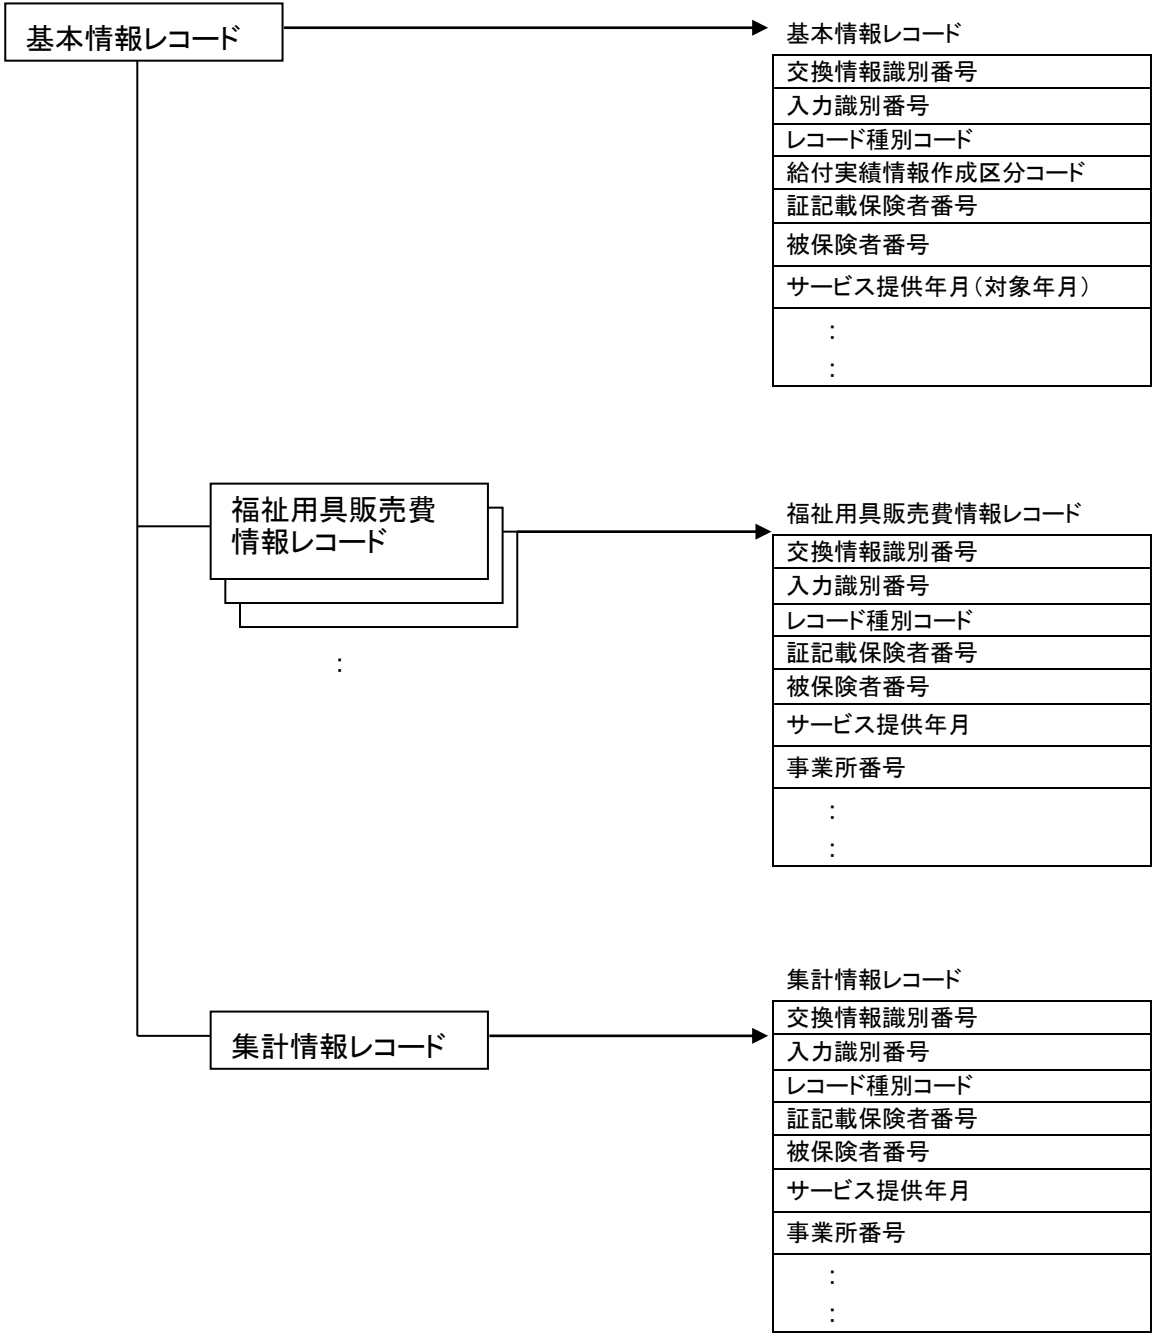 基本情報レコード
基本情報レコード
交換情報識別番号
入力識別番号
レコード種別コード
給付実績情報作成区分コード
証記載保険者番号
被保険者番号
サービス提供年月(対象年月)
:
:
福祉用具販売費
情報レコード
:
福祉用具販売費情報レコード
交換情報識別番号
入力識別番号
レコード種別コード
証記載保険者番号
被保険者番号
サービス提供年月
事業所番号
:
:
集計情報レコード
集計情報レコード
交換情報識別番号
入力識別番号
レコード種別コード
証記載保険者番号
被保険者番号
サービス提供年月
事業所番号
:
: